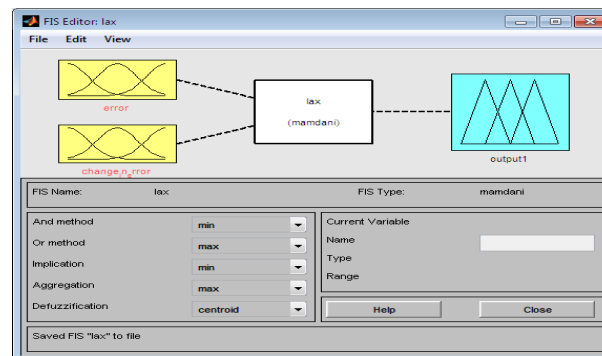 FIS Editor: lax
File Edit View
error
change_in_error
lax
(mamdani)
output1
FIS Name: lax FIS Type: mamdani
And method min
Or method max
Implication min
Aggregation max
Defuzzification centroid
Current Variable
Name
Type
Range
Help Close
Saved FIS "lax" to file